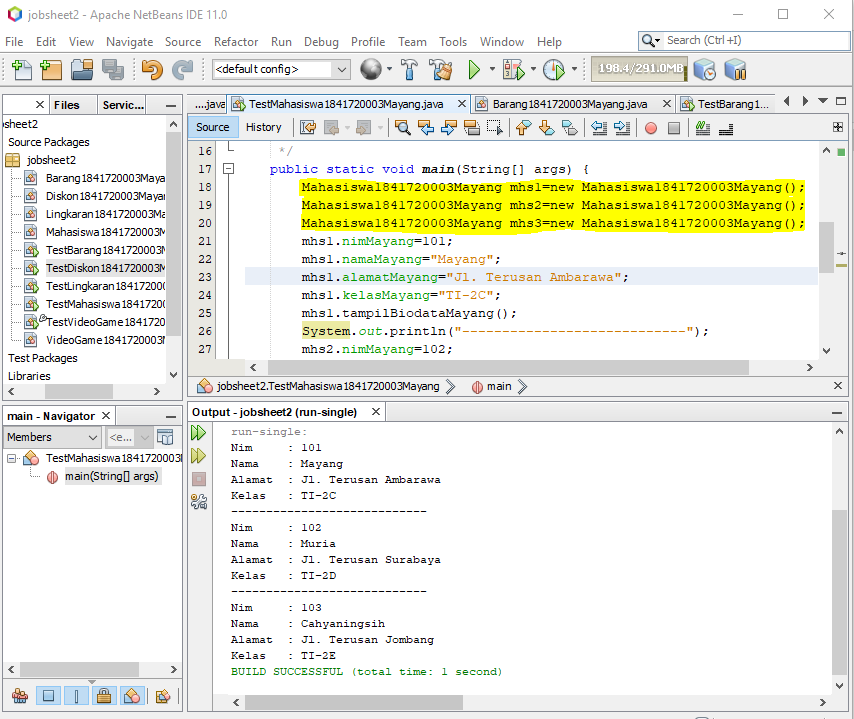 jobsheet2 - Apache NetBeans IDE 11.0
File Edit View Navigate Source Refactor Run Debug Profile Team Tools Window Help
Search (Ctrl+I)
<default config>
198.4/291.0MB
Files
Servic...
...java
TestMahasiswa1841720003Mayang.java
Barang1841720003Mayang.java
TestBarang1...
bsheet2
Source Packages
jobsheet2
Barang1841720003Maya
Diskon1841720003Maya
Lingkaran1841720003Ma
Mahasiswa1841720003M
TestBarang1841720003M
TestDiskon1841720003M
TestLingkaran184172000
TestMahasiswa18417200
TestVideoGame1841720
VideoGame1841720003M
Test Packages
Libraries
Source History
16 */
17 public static void main(String[] args) {
18 Mahasiswa1841720003Mayang mhs1=new Mahasiswa1841720003Mayang();
19 Mahasiswa1841720003Mayang mhs2=new Mahasiswa1841720003Mayang();
20 Mahasiswa1841720003Mayang mhs3=new Mahasiswa1841720003Mayang();
21 mhs1.nimMayang=101;
22 mhs1.namaMayang="Mayang";
23 mhs1.alamatMayang="Jl. Terusan Ambarawa";
24 mhs1.kelasMayang="TI-2C";
25 mhs1.tampilBiodataMayang();
26 System.out.println("----------------------------");
27 mhs2.nimMayang=102;
jobsheet2.TestMahasiswa1841720003Mayang
main
main - Navigator
Members
<e...
TestMahasiswa1841720003
main(String[] args)
Output - jobsheet2 (run-single)
run-single:
Nim : 101
Nama : Mayang
Alamat : Jl. Terusan Ambarawa
Kelas : TI-2C
----------------------------
Nim : 102
Nama : Muria
Alamat : Jl. Terusan Surabaya
Kelas : TI-2D
----------------------------
Nim : 103
Nama : Cahyaningsih
Alamat : Jl. Terusan Jombang
Kelas : TI-2E
BUILD SUCCESSFUL (total time: 1 second)